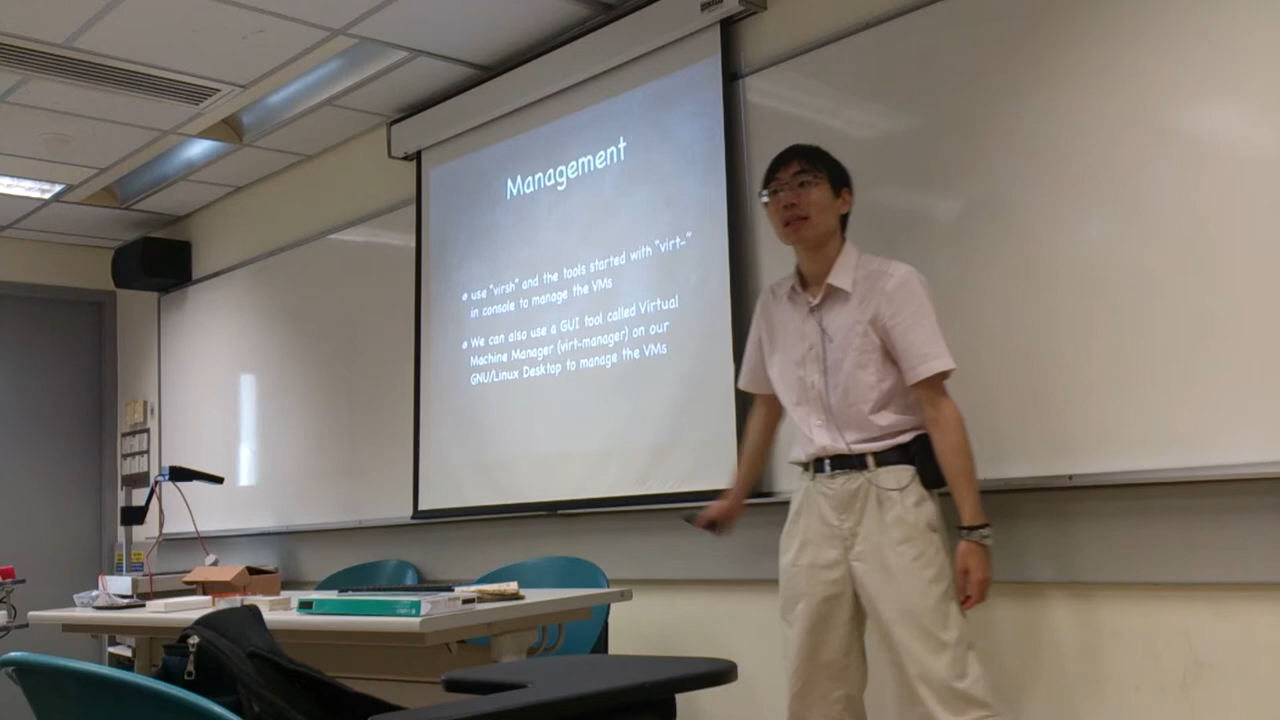 Management
use "virsh" and the tools started with "virt-"
in console to manage the VMs
We can also use a GUI tool called Virtual
Machine Manager (virt-manager) on our
GNU/Linux Desktop to manage the VMs